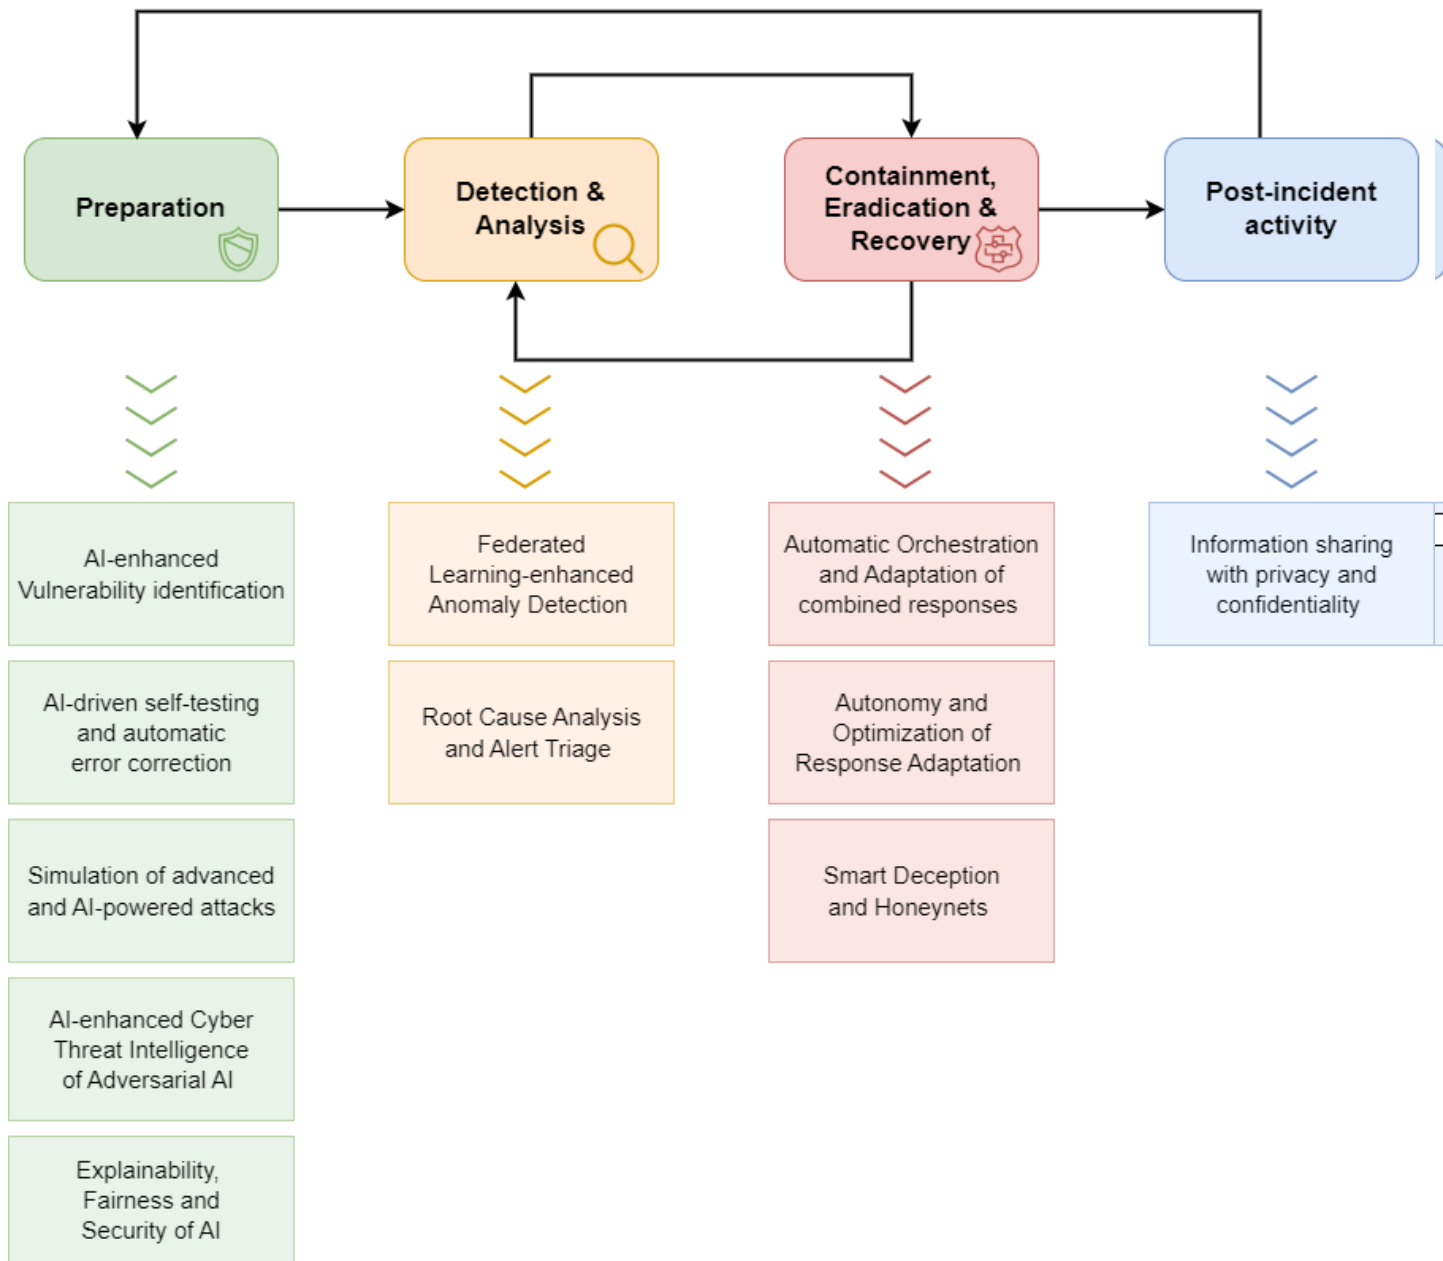 Preparation
Detection &
Analysis
Containment,
Eradication &
Recovery
Post-incident
activity
AI-enhanced
Vulnerability identification
AI-driven self-testing
and automatic
error correction
Simulation of advanced
and AI-powered attacks
AI-enhanced Cyber
Threat Intelligence
of Adversarial AI
Explainability,
Fairness and
Security of AI
Federated
Learning-enhanced
Anomaly Detection
Root Cause Analysis
and Alert Triage
Automatic Orchestration
and Adaptation of
combined responses
Autonomy and
Optimization of
Response Adaptation
Smart Deception
and Honeynets
Information sharing
with privacy and
confidentiality